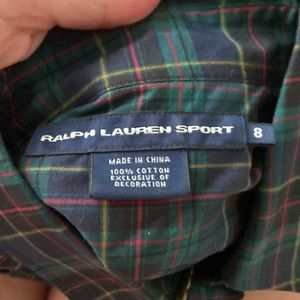 RALPH LAUREN SPORT 8
MADE IN CHINA
100% COTTON
EXCLUSIVE OF
DECORATION